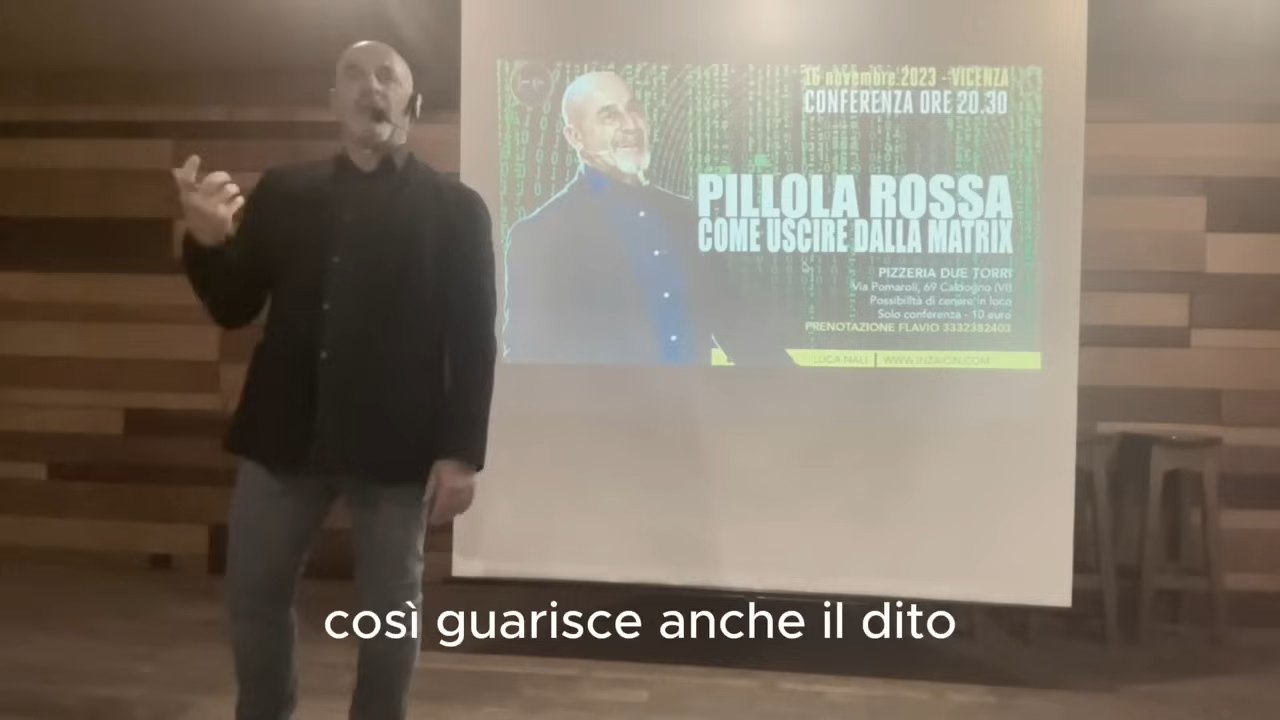 16 novembre 2023 - VICENZA
CONFERENZA ORE 20.30
PILLOLA ROSSA
COME USCIRE DALLA MATRIX
PIZZERIA DUE TORRI
Via Pomaroli, 69 Caldogno (VI)
Possibilità di cenare in loco
Solo conferenza - 10 euro
PRENOTAZIONE FLAVIO 3332382403
LUCA NALI | WWW.INZAION.COM
così guarisce anche il dito